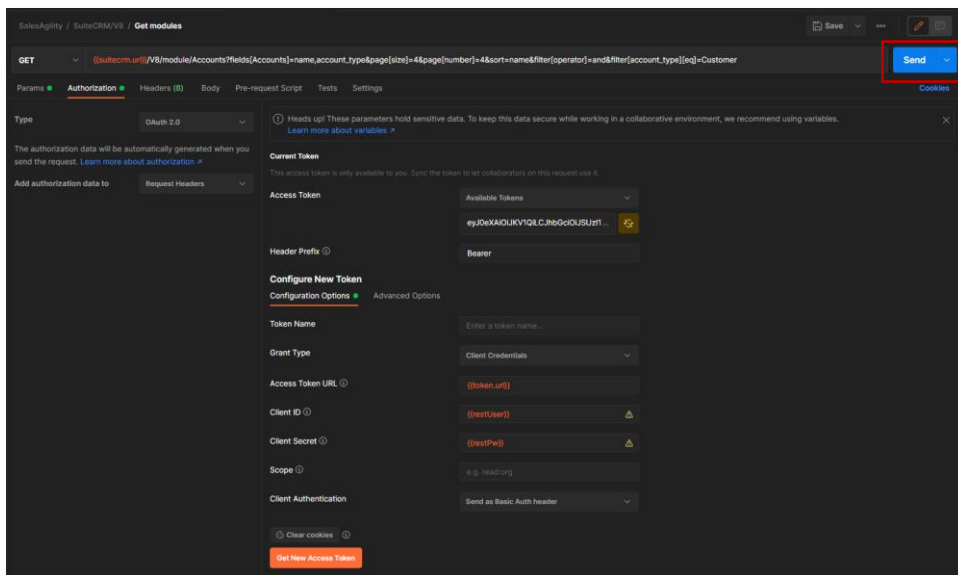 SalesAgility / SuiteCRM/V8 / Get modules
Save
GET
{{suitecrm.url}}/V8/module/Accounts?fields[Accounts]=name,account_type&page[size]=4&page[number]=4&sort=name&filter[operator]=and&filter[account_type][eq]=Customer
Send
Params Authorization Headers (8) Body Pre-request Script Tests Settings
Cookies
Type
OAuth 2.0
The authorization data will be automatically generated when you
send the request. Learn more about authorization ↗
Add authorization data to
Request Headers
Heads up! These parameters hold sensitive data. To keep this data secure while working in a collaborative environment, we recommend using variables.
Learn more about variables ↗
Current Token
This access token is only available to you. Sync the token to let collaborators on this request use it.
Access Token
Available Tokens
Header Prefix
Bearer
Configure New Token
Configuration Options Advanced Options
Token Name
Enter a token name...
Grant Type
Client Credentials
Access Token URL
{{token.url}}
Client ID
{{restUser}}
Client Secret
{{restPw}}
Scope
e.g. read:org
Client Authentication
Send as Basic Auth header
Clear cookies
Get New Access Token